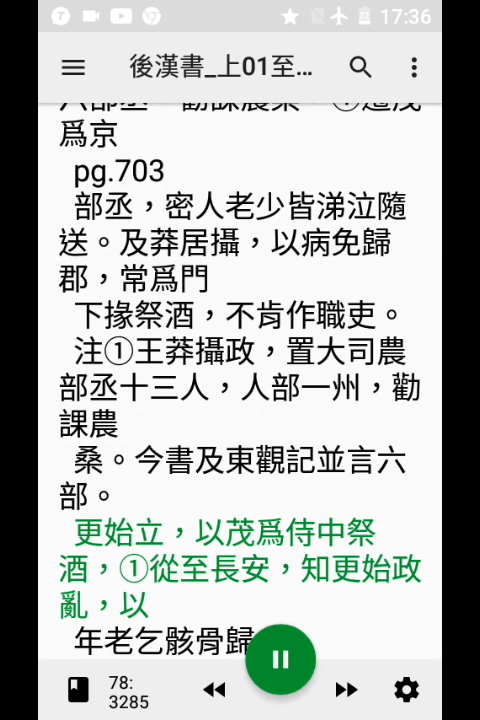 17:36
後漢書_上01至...
爲京
pg.703
部丞，密人老少皆涕泣隨
送。及莽居攝，以病免歸
郡，常爲門
下掾祭酒，不肯作職吏。
注①王莽攝政，置大司農
部丞十三人，人部一州，勸
課農
桑。今書及東觀記並言六
部。
更始立，以茂爲侍中祭
酒，①從至長安，知更始政
亂，以
年老乞骸骨歸
78:
3285